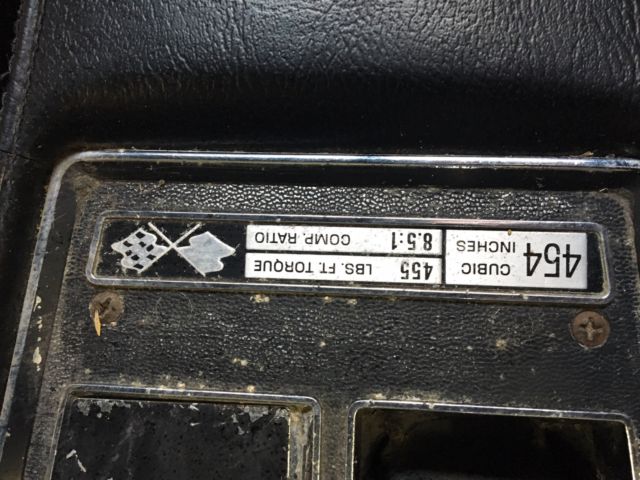 454 CUBIC
INCHES
455 LBS. FT. TORQUE
8.5:1 COMP. RATIO